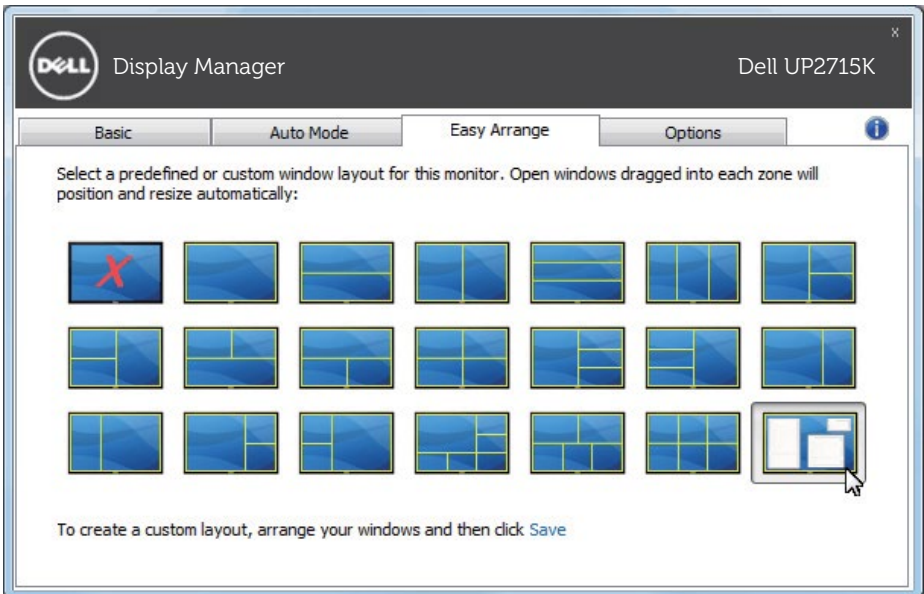 DELL Display Manager Dell UP2715K
x
Basic Auto Mode Easy Arrange Options i
Select a predefined or custom window layout for this monitor. Open windows dragged into each zone will
position and resize automatically:
X
To create a custom layout, arrange your windows and then click Save